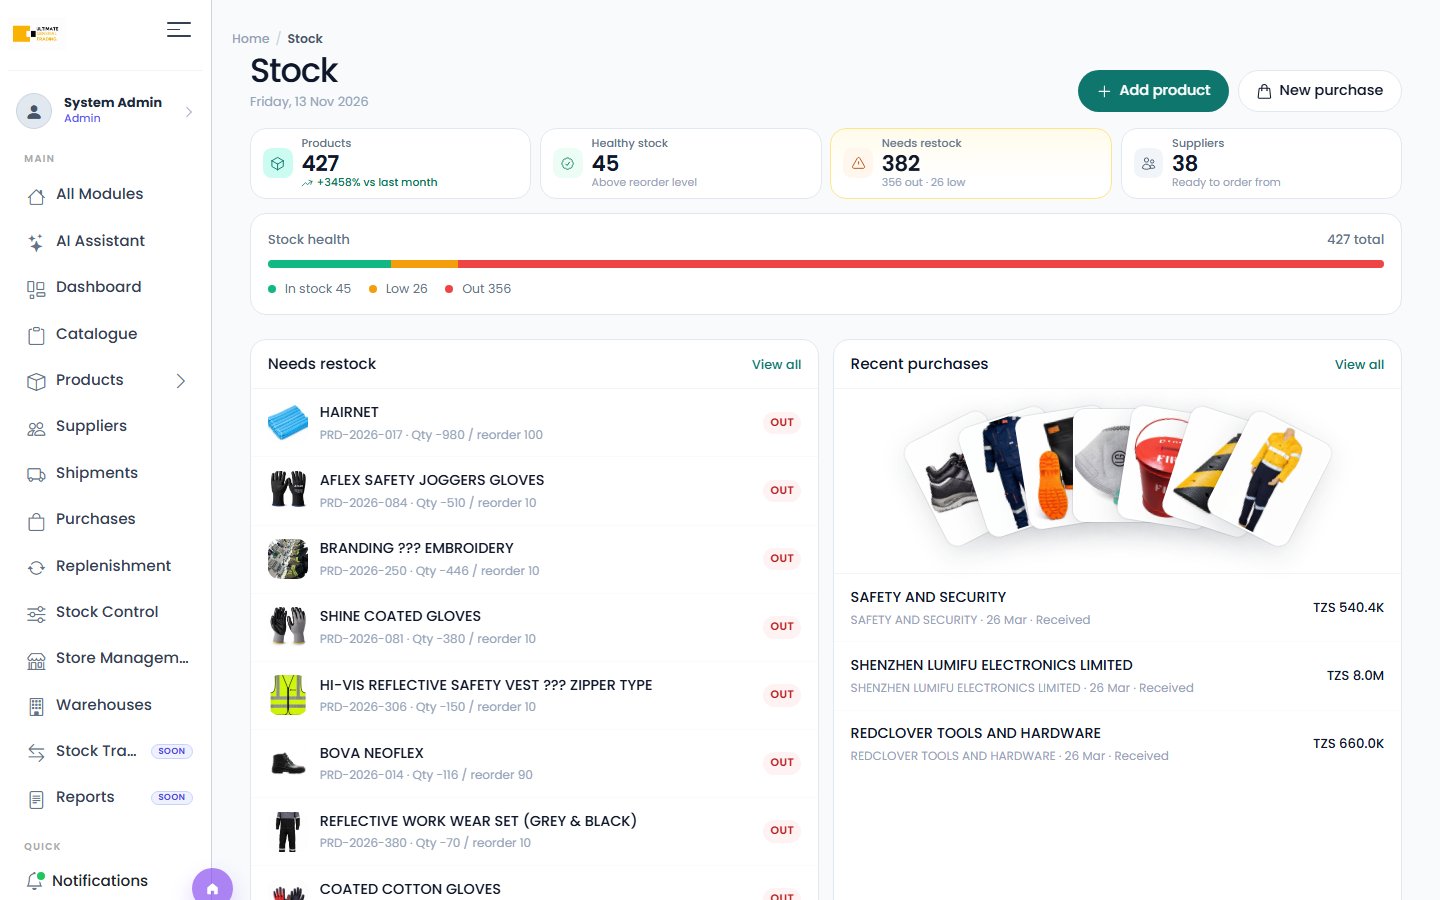 ULTIMATE
TRADING
System Admin
Admin
MAIN
All Modules
AI Assistant
Dashboard
Catalogue
Products
Suppliers
Shipments
Purchases
Replenishment
Stock Control
Store Managem...
Warehouses
Stock Tra... SOON
Reports SOON
QUICK
Notifications
Home / Stock
Stock
Friday, 13 Nov 2026
Add product
New purchase
Products
427
+3458% vs last month
Healthy stock
45
Above reorder level
Needs restock
382
356 out · 26 low
Suppliers
38
Ready to order from
Stock health
427 total
In stock 45 Low 26 Out 356
Needs restock
View all
HAIRNET
PRD-2026-017 · Qty -980 / reorder 100
OUT
AFLEX SAFETY JOGGERS GLOVES
PRD-2026-084 · Qty -510 / reorder 10
OUT
BRANDING ??? EMBROIDERY
PRD-2026-250 · Qty -446 / reorder 10
OUT
SHINE COATED GLOVES
PRD-2026-081 · Qty -380 / reorder 10
OUT
HI-VIS REFLECTIVE SAFETY VEST ??? ZIPPER TYPE
PRD-2026-306 · Qty -150 / reorder 10
OUT
BOVA NEOFLEX
PRD-2026-014 · Qty -116 / reorder 90
OUT
REFLECTIVE WORK WEAR SET (GREY & BLACK)
PRD-2026-380 · Qty -70 / reorder 10
OUT
COATED COTTON GLOVES
OUT
Recent purchases
View all
SAFETY AND SECURITY
SAFETY AND SECURITY · 26 Mar · Received
TZS 540.4K
SHENZHEN LUMIFU ELECTRONICS LIMITED
SHENZHEN LUMIFU ELECTRONICS LIMITED · 26 Mar · Received
TZS 8.0M
REDCLOVER TOOLS AND HARDWARE
REDCLOVER TOOLS AND HARDWARE · 26 Mar · Received
TZS 660.0K